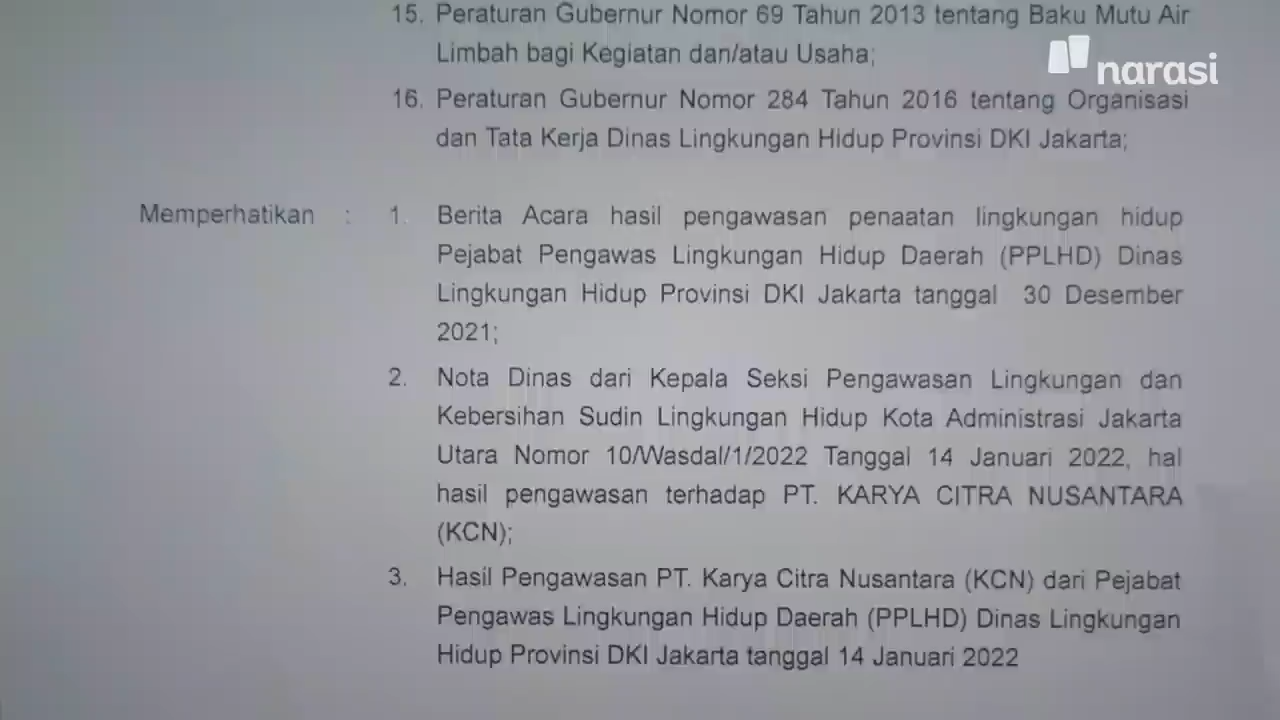 15. Peraturan Gubernur Nomor 69 Tahun 2013 tentang Baku Mutu Air
Limbah bagi Kegiatan dan/atau Usaha;
narasi
16. Peraturan Gubernur Nomor 284 Tahun 2016 tentang Organisasi
dan Tata Kerja Dinas Lingkungan Hidup Provinsi DKI Jakarta;
Memperhatikan : 1. Berita Acara hasil pengawasan penaatan lingkungan hidup
Pejabat Pengawas Lingkungan Hidup Daerah (PPLHD) Dinas
Lingkungan Hidup Provinsi DKI Jakarta tanggal 30 Desember
2021;
2. Nota Dinas dari Kepala Seksi Pengawasan Lingkungan dan
Kebersihan Sudin Lingkungan Hidup Kota Administrasi Jakarta
Utara Nomor 10/Wasdal/1/2022 Tanggal 14 Januari 2022, hal
hasil pengawasan terhadap PT. KARYA CITRA NUSANTARA
(KCN);
3. Hasil Pengawasan PT. Karya Citra Nusantara (KCN) dari Pejabat
Pengawas Lingkungan Hidup Daerah (PPLHD) Dinas Lingkungan
Hidup Provinsi DKI Jakarta tanggal 14 Januari 2022